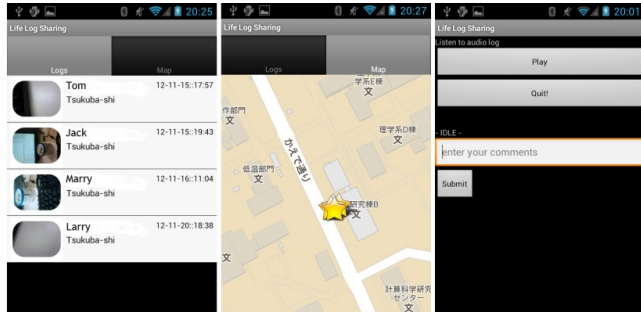 20:25
Life Log Sharing
Logs
Map
Tom
12-11-15::17:57
Tsukuba-shi
Jack
12-11-15::19:43
Tsukuba-shi
Marry
12-11-16::11:04
Tsukuba-shi
Larry
12-11-20::18:38
Tsukuba-shi
20:27
Life Log Sharing
Logs
Map
学系E棟
文
作部門
文
理学系D棟
文
かえで通り
低温部門
文
研究棟B
文
文
計算科学研究
センター
文
20:01
Life Log Sharing
Listen to audio log
Play
Quit!
- IDLE -
enter your comments
Submit